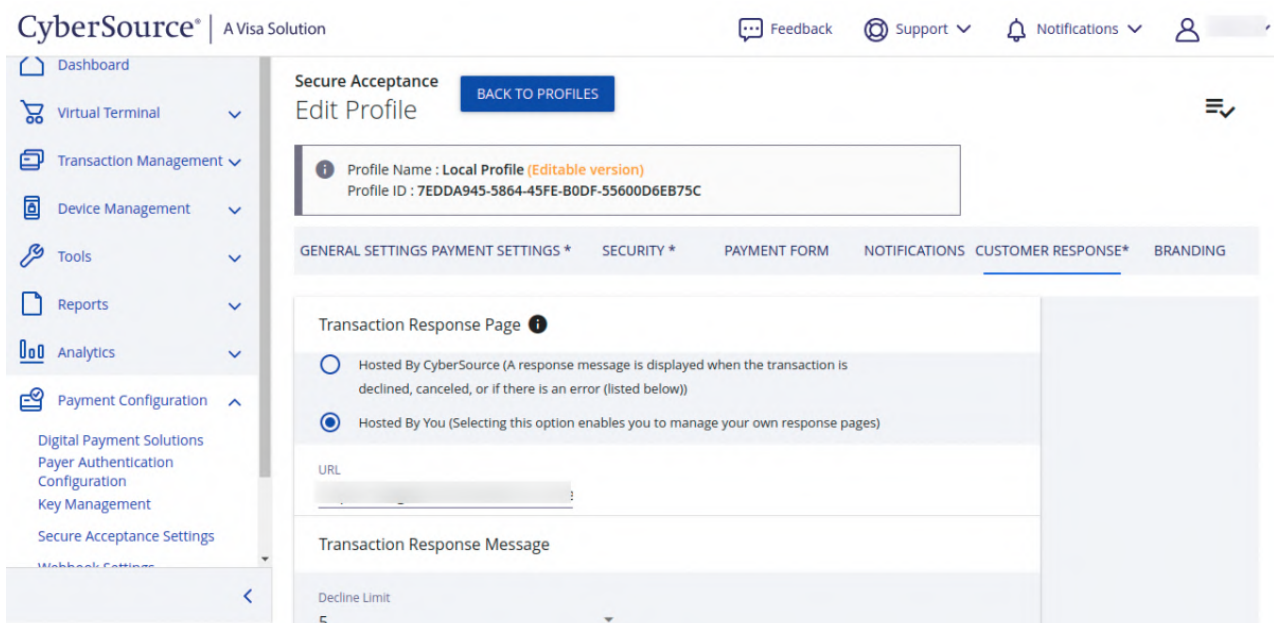 CyberSource® | A Visa Solution
Feedback
Support
Notifications
Dashboard
Virtual Terminal
Transaction Management
Device Management
Tools
Reports
Analytics
Payment Configuration
Digital Payment Solutions
Payer Authentication
Configuration
Key Management
Secure Acceptance Settings
Webhook Settings
Secure Acceptance
Edit Profile
BACK TO PROFILES
Profile Name : Local Profile (Editable version)
Profile ID : 7EDDA945-5864-45FE-B0DF-55600D6EB75C
GENERAL SETTINGS PAYMENT SETTINGS * SECURITY * PAYMENT FORM NOTIFICATIONS CUSTOMER RESPONSE* BRANDING
Transaction Response Page
Hosted By CyberSource (A response message is displayed when the transaction is
declined, canceled, or if there is an error (listed below))
Hosted By You (Selecting this option enables you to manage your own response pages)
URL
Transaction Response Message
Decline Limit
5